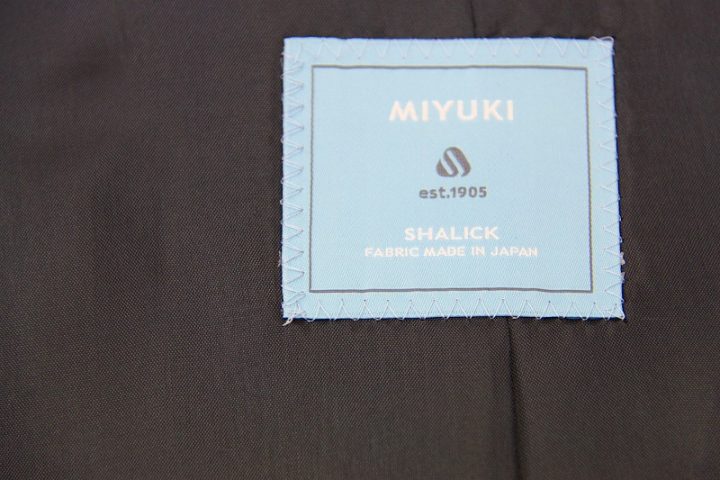 MIYUKI
est.1905
SHALICK
FABRIC MADE IN JAPAN